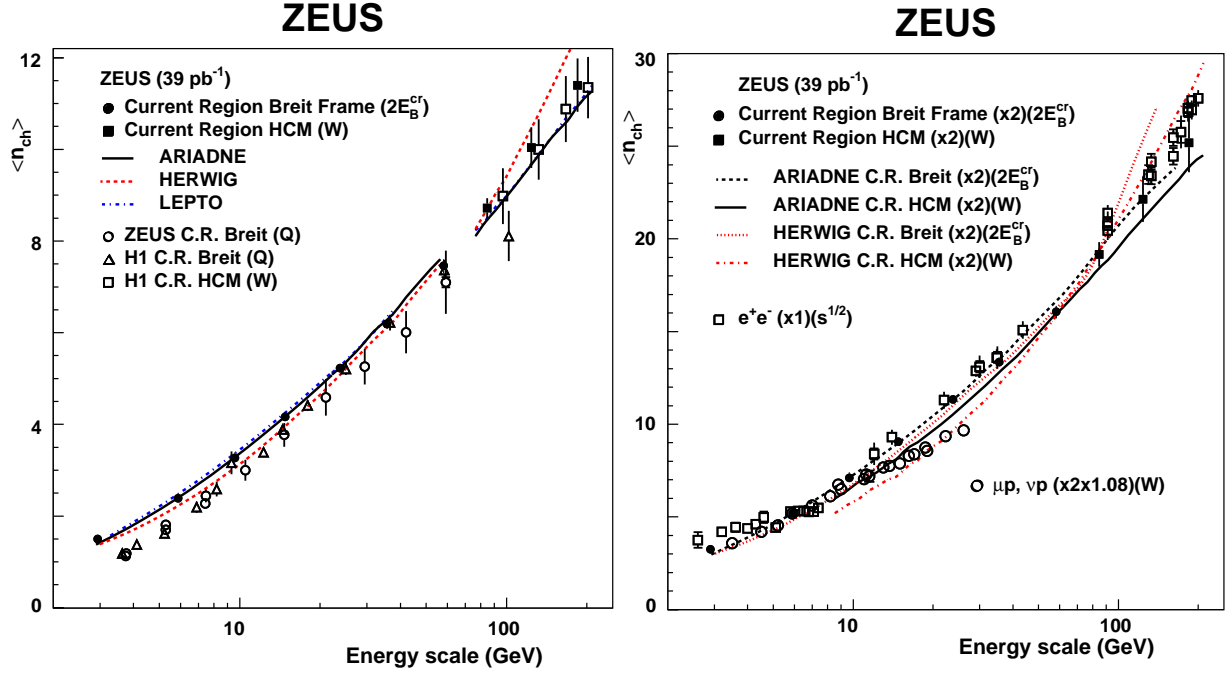 ZEUS
12
8
4
0
<n_ch>
ZEUS (39 pb⁻¹)
Current Region Breit Frame (2E_B^cr)
Current Region HCM (W)
ARIADNE
HERWIG
LEPTO
ZEUS C.R. Breit (Q)
H1 C.R. Breit (Q)
H1 C.R. HCM (W)
10
100
Energy scale (GeV)
ZEUS
30
20
10
0
<n_ch>
ZEUS (39 pb⁻¹)
Current Region Breit Frame (x2)(2E_B^cr)
Current Region HCM (x2)(W)
ARIADNE C.R. Breit (x2)(2E_B^cr)
ARIADNE C.R. HCM (x2)(W)
HERWIG C.R. Breit (x2)(2E_B^cr)
HERWIG C.R. HCM (x2)(W)
e⁺e⁻ (x1)(s^1/2)
μp, νp (x2x1.08)(W)
10
100
Energy scale (GeV)